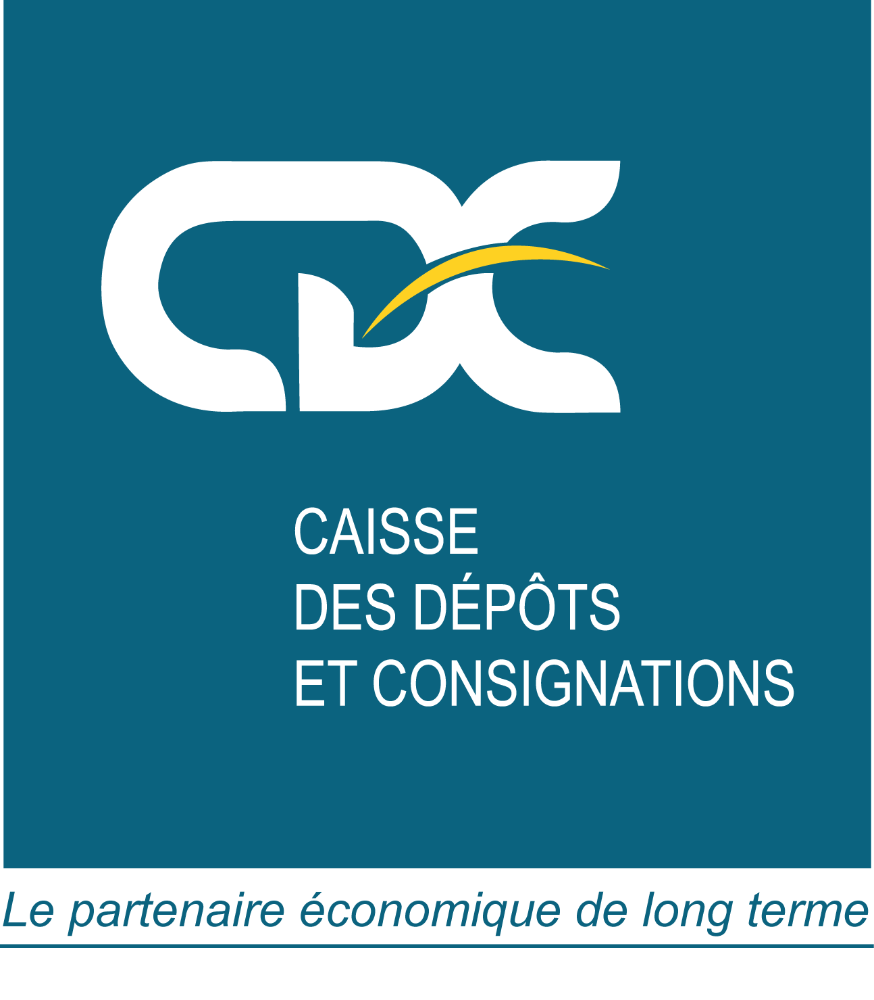 CDC
CAISSE
DES DÉPÔTS
ET CONSIGNATIONS
Le partenaire économique de long terme